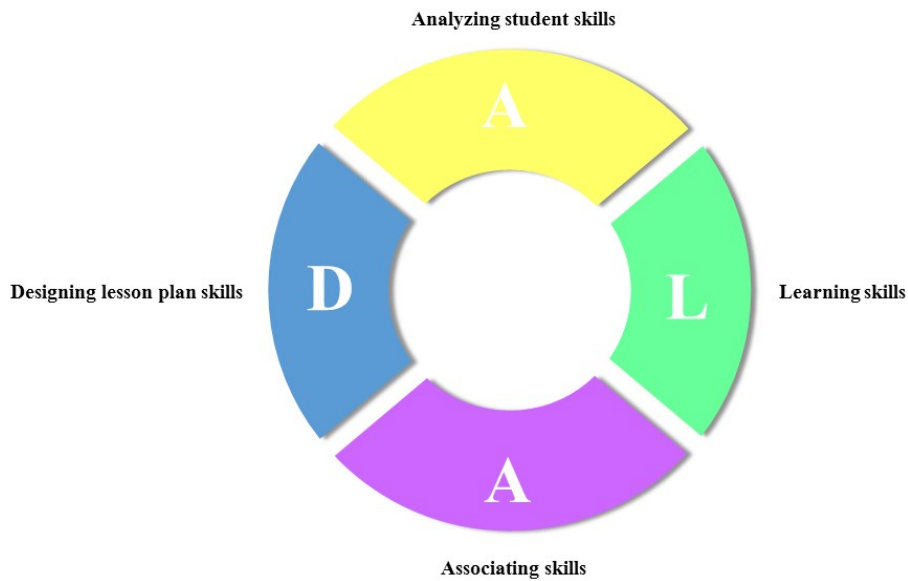 Analyzing student skills
A
D
L
Designing lesson plan skills
Learning skills
A
Associating skills